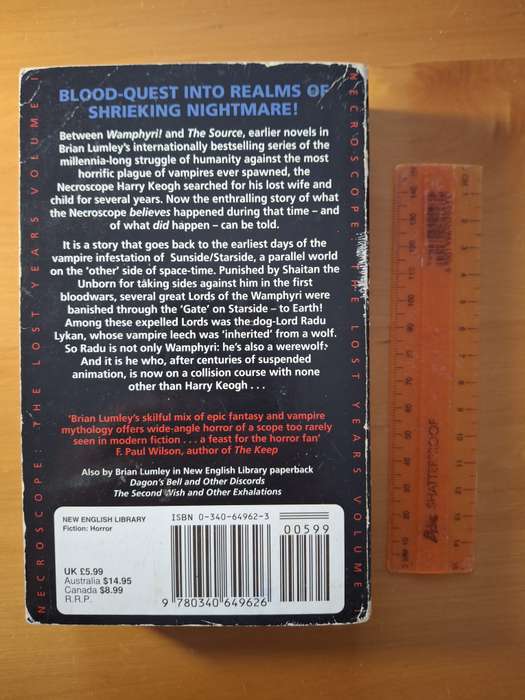 BLOOD-QUEST INTO REALMS OF
SHRIEKING NIGHTMARE!
Between Wamphyri! and The Source, earlier novels in
Brian Lumley's internationally bestselling series of the
millennia-long struggle of humanity against the most
horrific plague of vampires ever spawned, the
Necroscope Harry Keogh searched for his lost wife and
child for several years. Now the enthralling story of what
the Necroscope believes happened during that time – and
of what did happen – can be told.
It is a story that goes back to the earliest days of the
vampire infestation of Sunside/Starside, a parallel world
on the 'other' side of space-time. Punished by Shaitan the
Unborn for taking sides against him in the first
bloodwars, several great Lords of the Wamphyri were
banished through the 'Gate' on Starside – to Earth!
Among these expelled Lords was the dog-Lord Radu
Lykan, whose vampire leech was 'inherited' from a wolf.
So Radu is not only Wamphyri: he's also a werewolf.
And it is he who, after centuries of suspended
animation, is now on a collision course with none
other than Harry Keogh . . .
'Brian Lumley's skilful mix of epic fantasy and vampire
mythology offers wide-angle horror of a scope too rarely
seen in modern fiction . . . a feast for the horror fan'
F. Paul Wilson, author of The Keep
Also by Brian Lumley in New English Library paperback
Dagon's Bell and Other Discords
The Second Wish and Other Exhalations
NEW ENGLISH LIBRARY
Fiction: Horror
UK £5.99
Australia $14.95
Canada $8.99
R.R.P.
ISBN 0-340-64962-3
00599
9 780340 649626
NECROSCOPE: THE LOST YEARS VOLUME I
NECROSCOPE: THE LOST YEARS VOLUME I
SHATTERPROOF